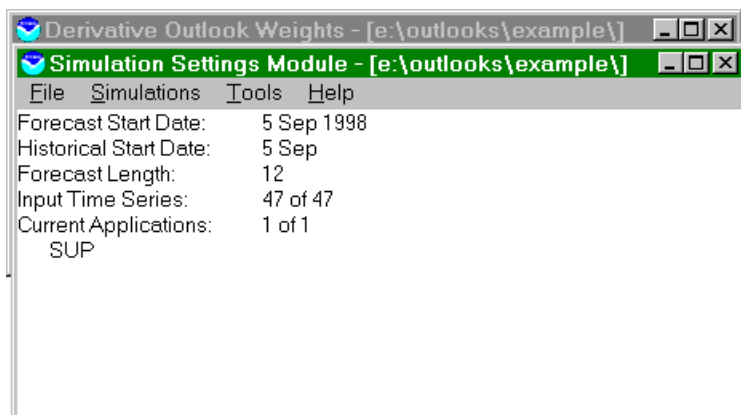 Derivative Outlook Weights - [e:\outlooks\example\]
Simulation Settings Module - [e:\outlooks\example\]
File Simulations Tools Help
Forecast Start Date: 5 Sep 1998
Historical Start Date: 5 Sep
Forecast Length: 12
Input Time Series: 47 of 47
Current Applications: 1 of 1
SUP